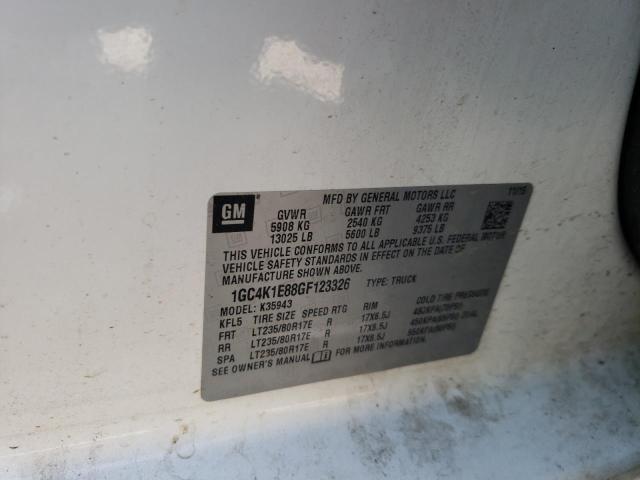 GM
MFD BY GENERAL MOTORS LLC 11/15
GVWR GAWR FRT GAWR RR
5908 KG 2540 KG 4253 KG
13025 LB 5600 LB 9376 LB
THIS VEHICLE CONFORMS TO ALL APPLICABLE U.S. FEDERAL MOTOR
VEHICLE SAFETY STANDARDS IN EFFECT ON THE DATE OF
MANUFACTURE SHOWN ABOVE.
1GC4K1E88GF123326 TYPE: TRUCK
MODEL: K35943
KFL5 TIRE SIZE SPEED RTG RIM COLD TIRE PRESSURE
FRT LT235/80R17E R 17X6.5J
RR LT235/80R17E R 17X6.5J
SPA LT235/80R17E R 17X6.5J
SEE OWNER'S MANUAL FOR MORE INFORMATION.